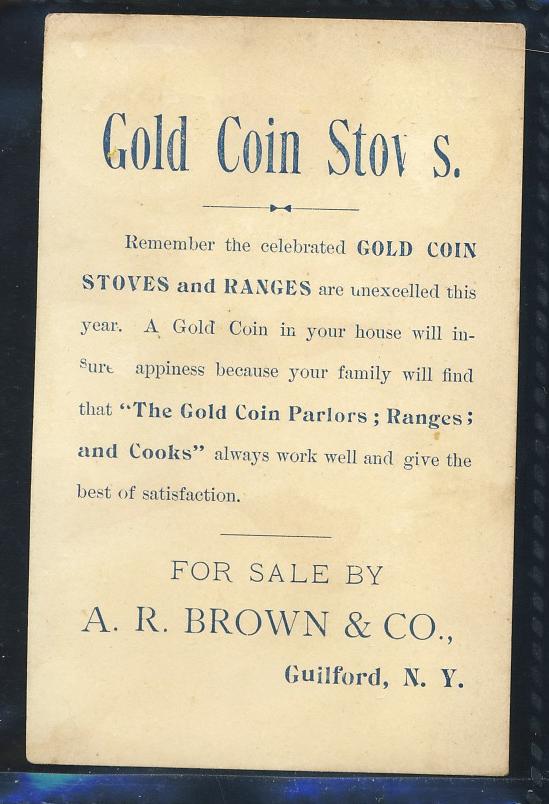 Gold Coin Stov s.
Remember the celebrated GOLD COIN
STOVES and RANGES are unexcelled this
year. A Gold Coin in your house will in-
sure appiness because your family will find
that “The Gold Coin Parlors; Ranges;
and Cooks” always work well and give the
best of satisfaction.
FOR SALE BY
A. R. BROWN & CO.,
Guilford, N. Y.